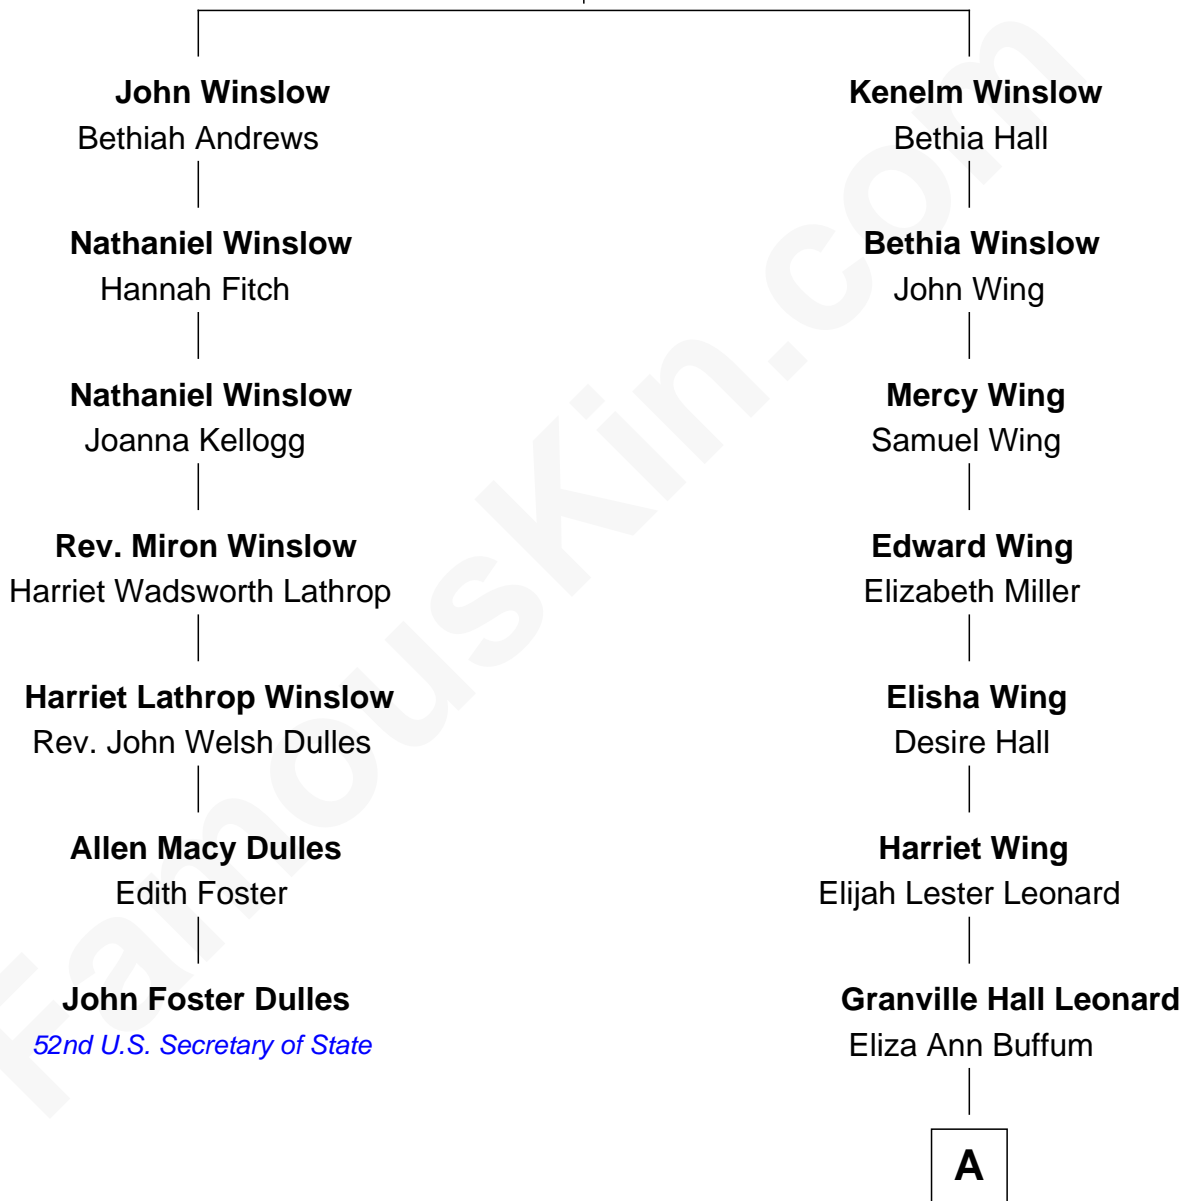 John Winslow
Bethiah Andrews
Nathaniel Winslow
Hannah Fitch
Nathaniel Winslow
Joanna Kellogg
Rev. Miron Winslow
Harriet Wadsworth Lathrop
Harriet Lathrop Winslow
Rev. John Welsh Dulles
Allen Macy Dulles
Edith Foster
John Foster Dulles
52nd U.S. Secretary of State
Kenelm Winslow
Bethia Hall
Bethia Winslow
John Wing
Mercy Wing
Samuel Wing
Edward Wing
Elizabeth Miller
Elisha Wing
Desire Hall
Harriet Wing
Elijah Lester Leonard
Granville Hall Leonard
Eliza Ann Buffum
A
FamousKin.com